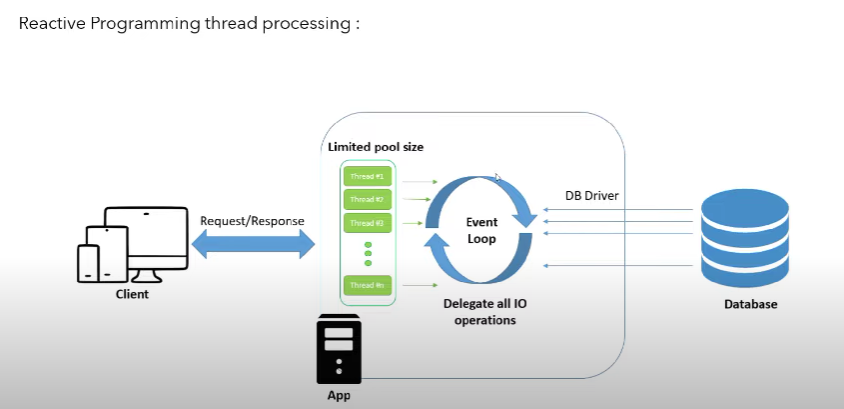 Reactive Programming thread processing :
Limited pool size
Thread #1
Thread #2
Thread #3
Thread #n
Request/Response
Client
Event
Loop
Delegate all IO
operations
DB Driver
Database
App